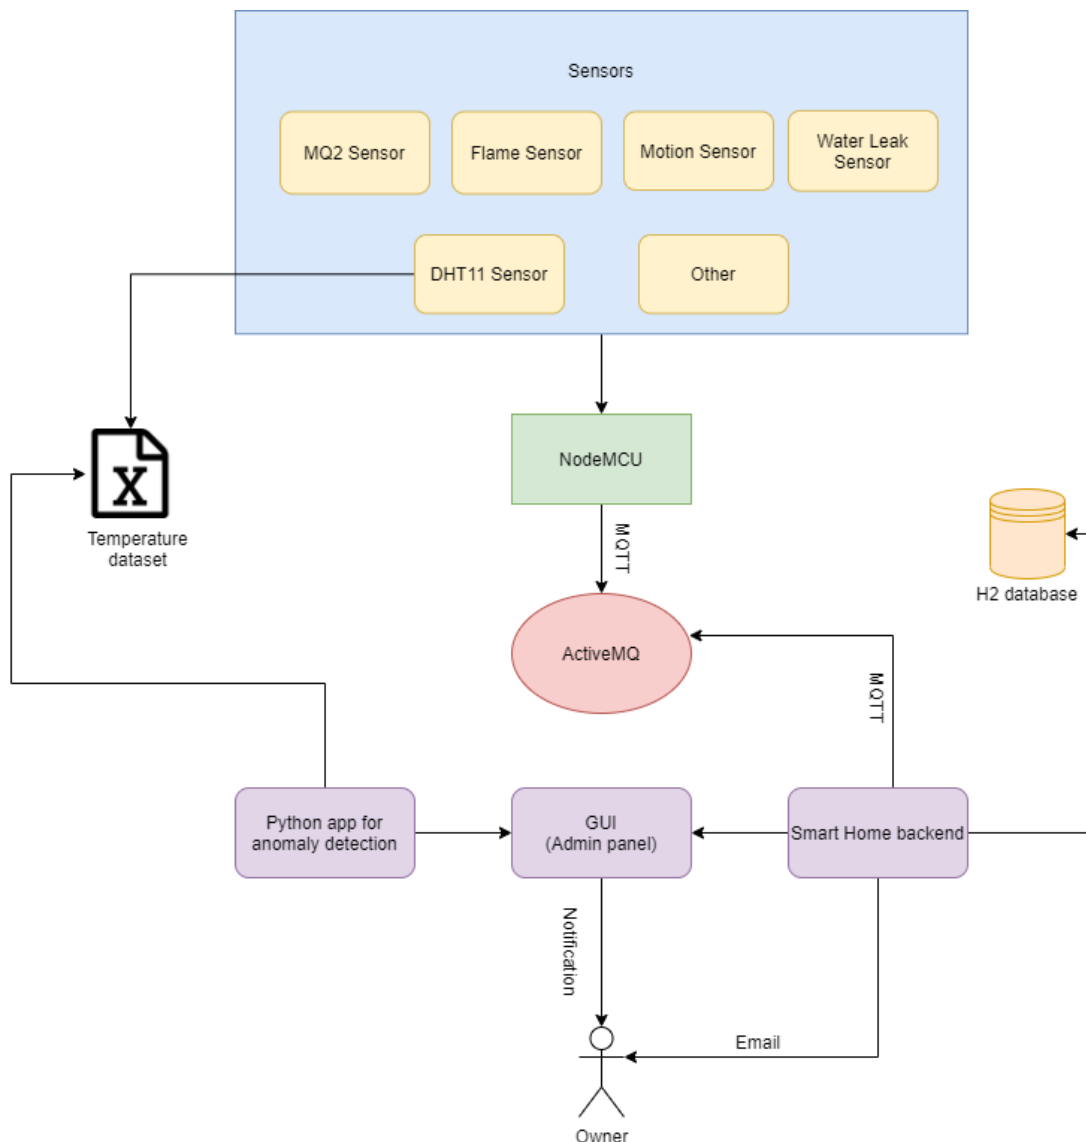 Sensors
MQ2 Sensor
Flame Sensor
Motion Sensor
Water Leak
Sensor
DHT11 Sensor
Other
X
Temperature
dataset
NodeMCU
MQTT
H2 database
ActiveMQ
MQTT
Python app for
anomaly detection
GUI
(Admin panel)
Smart Home backend
Notification
Email
Owner